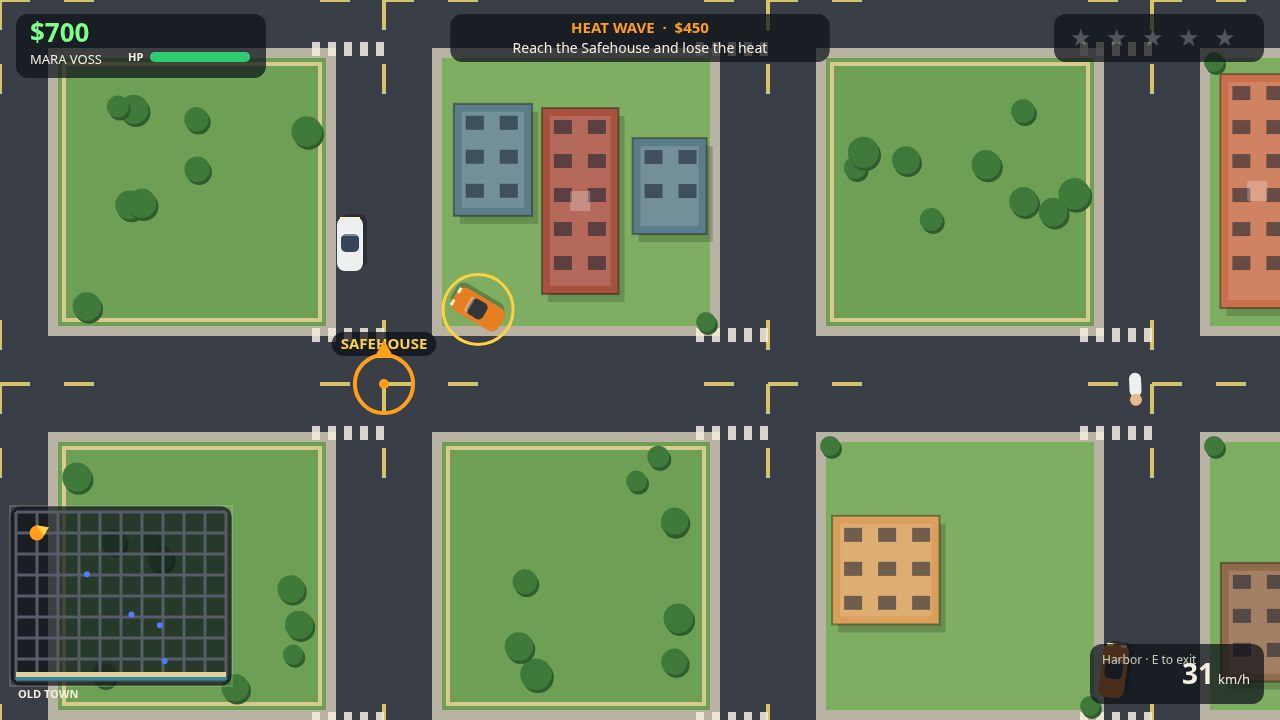 $700
MARA VOSS HP
HEAT WAVE · $450
Reach the Safehouse and lose the heat
SAFEHOUSE
OLD TOWN
Harbor · E to exit
31 km/h